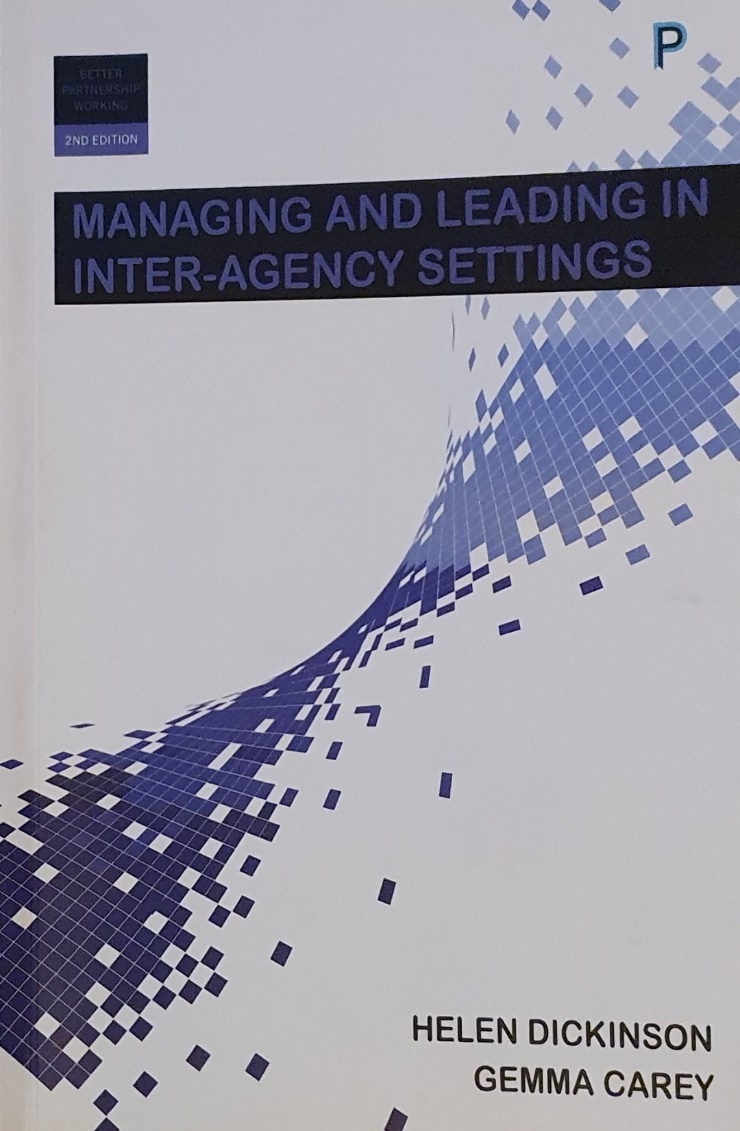 P
BETTER
PARTNERSHIP
WORKING
2ND EDITION
MANAGING AND LEADING IN
INTER-AGENCY SETTINGS
HELEN DICKINSON
GEMMA CAREY